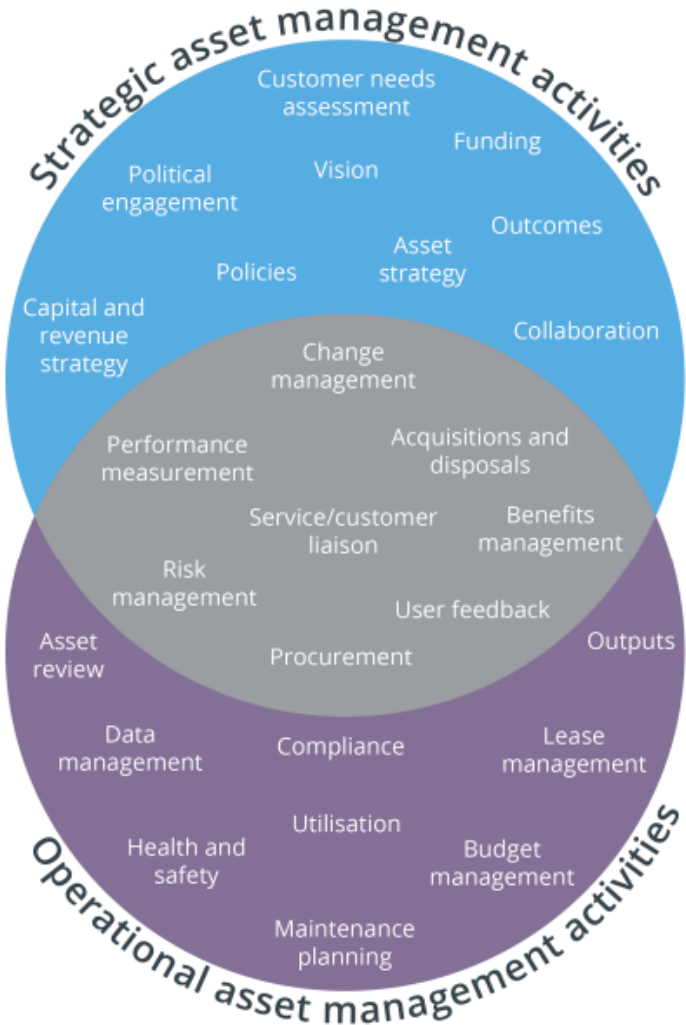 Strategic asset management activities
Customer needs
assessment
Funding
Vision
Political
engagement
Outcomes
Asset
strategy
Policies
Capital and
revenue
strategy
Collaboration
Change
management
Performance
measurement
Acquisitions and
disposals
Service/customer
liaison
Benefits
management
Risk
management
User feedback
Procurement
Asset
review
Outputs
Data
management
Compliance
Lease
management
Utilisation
Health and
safety
Budget
management
Maintenance
planning
Operational asset management activities